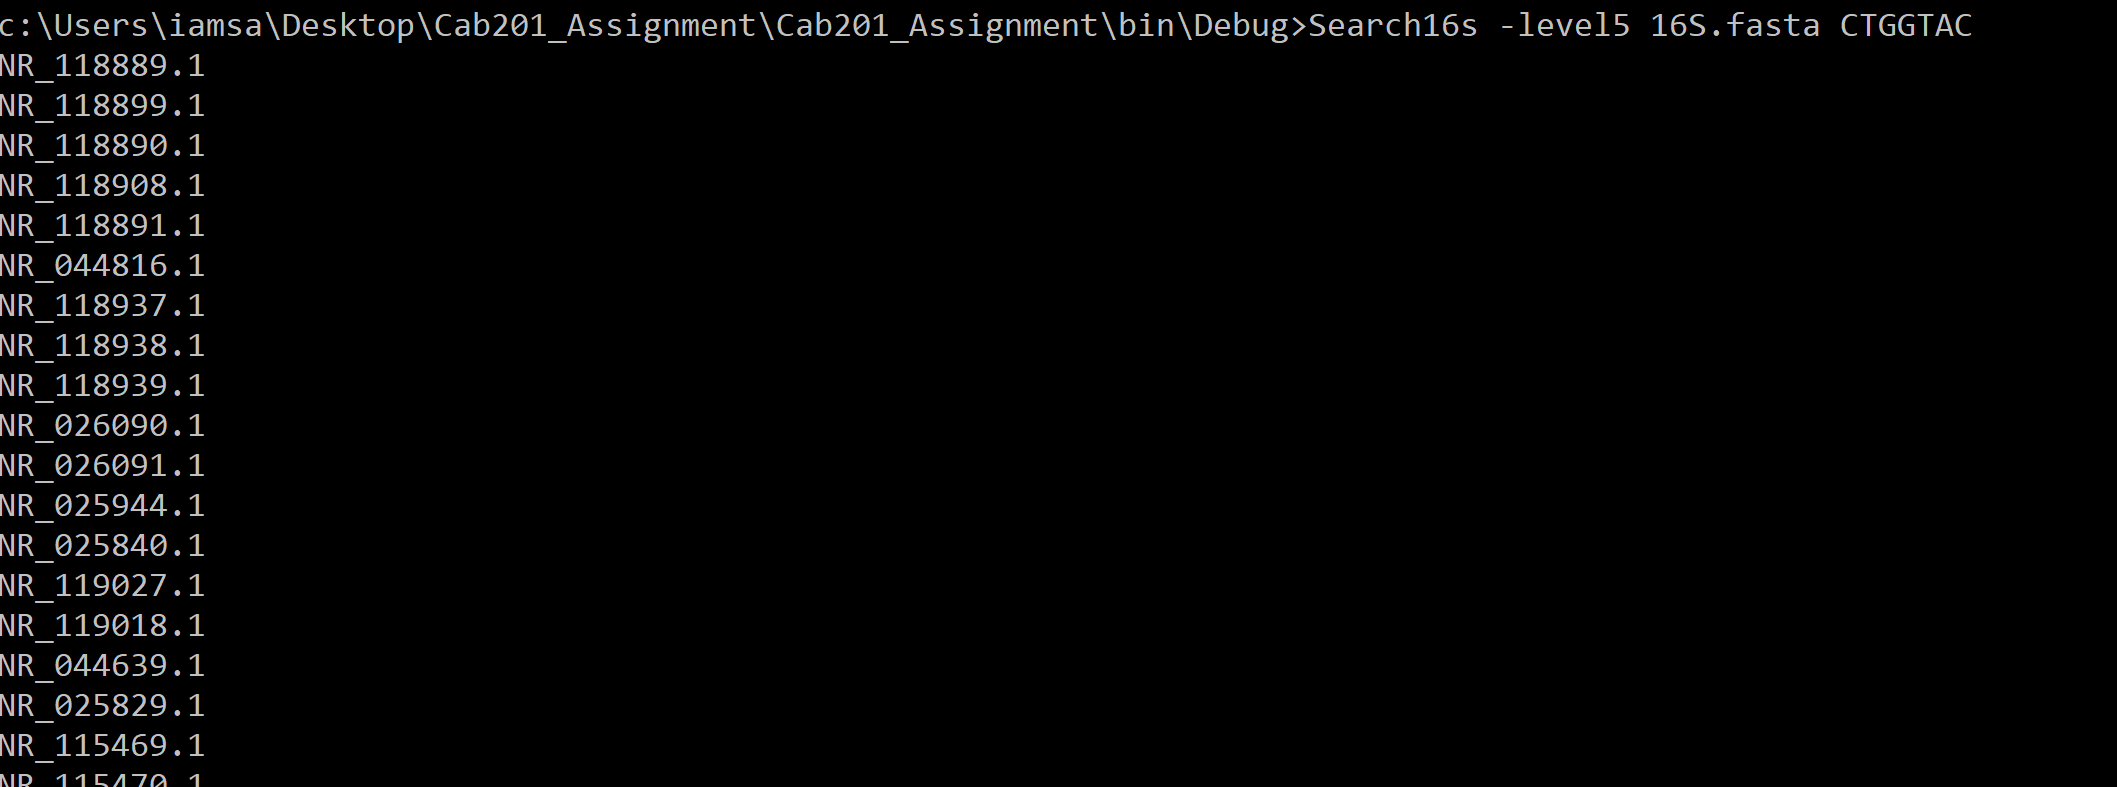 c:\Users\iamsa\Desktop\Cab201_Assignment\Cab201_Assignment\bin\Debug>Search16s -level5 16S.fasta CTGGTAC
NR_118889.1
NR_118899.1
NR_118890.1
NR_118908.1
NR_118891.1
NR_044816.1
NR_118937.1
NR_118938.1
NR_118939.1
NR_026090.1
NR_026091.1
NR_025944.1
NR_025840.1
NR_119027.1
NR_119018.1
NR_044639.1
NR_025829.1
NR_115469.1
NR_115470.1